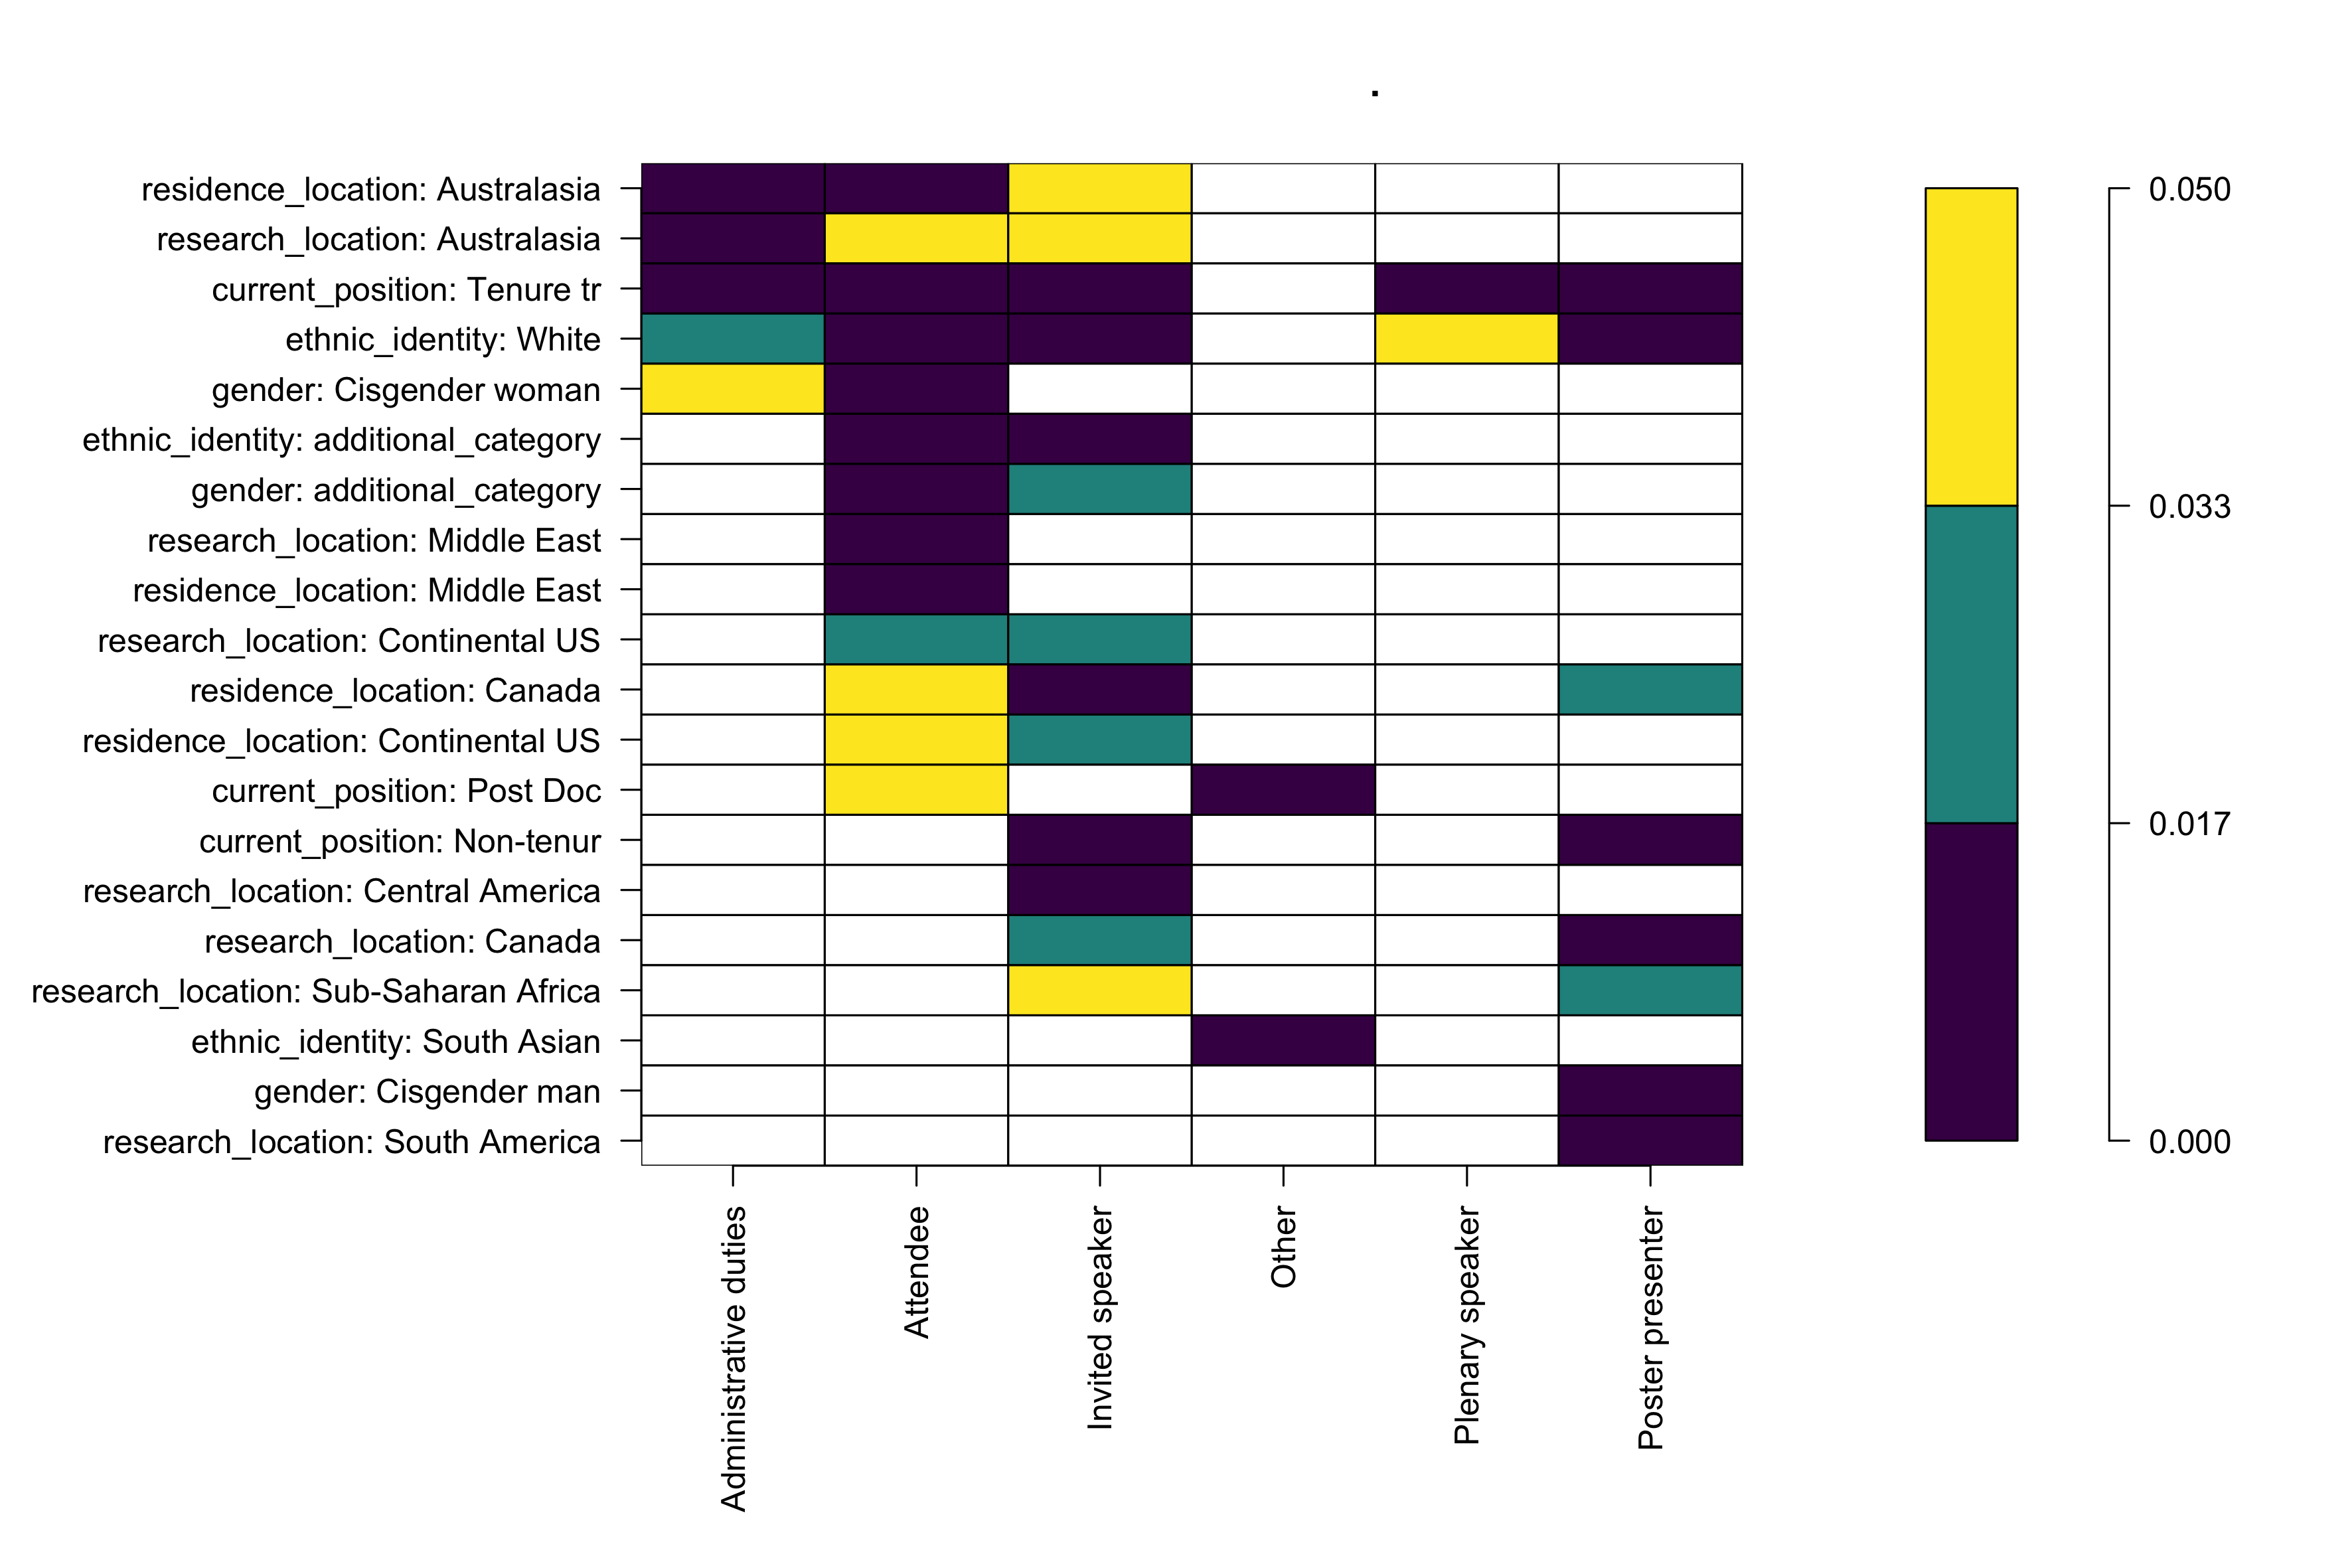 .
residence_location: Australasia
research_location: Australasia
current_position: Tenure tr
ethnic_identity: White
gender: Cisgender woman
ethnic_identity: additional_category
gender: additional_category
research_location: Middle East
residence_location: Middle East
research_location: Continental US
residence_location: Canada
residence_location: Continental US
current_position: Post Doc
current_position: Non-tenur
research_location: Central America
research_location: Canada
research_location: Sub-Saharan Africa
ethnic_identity: South Asian
gender: Cisgender man
research_location: South America
Administrative duties
Attendee
Invited speaker
Other
Plenary speaker
Poster presenter
0.050
0.033
0.017
0.000